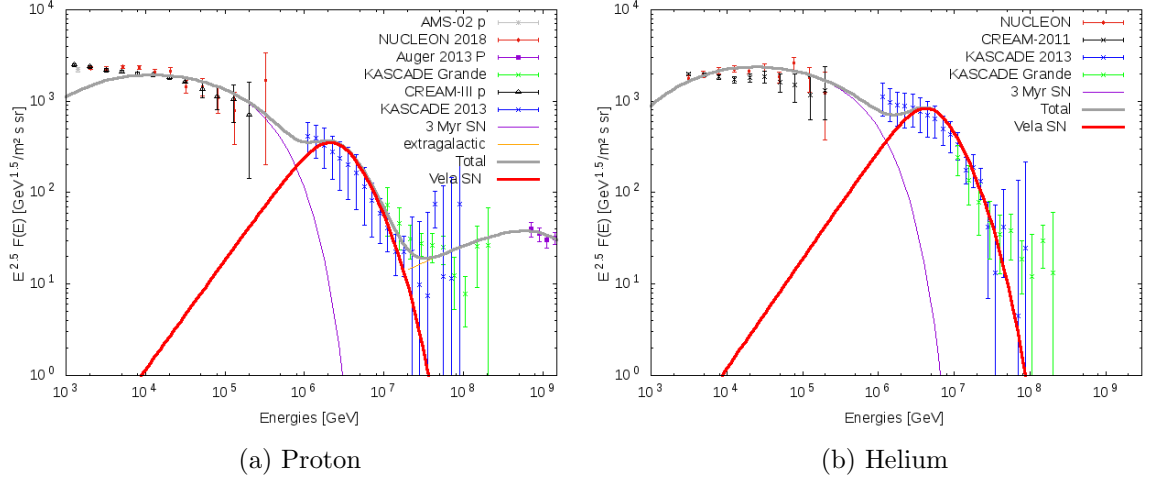 AMS-02 p
NUCLEON 2018
Auger 2013 P
KASCADE Grande
CREAM-III p
KASCADE 2013
3 Myr SN
extragalactic
Total
Vela SN
E^2.5 F(E) [GeV^1.5/m² s sr]
10^4
10^3
10^2
10^1
10^0
10^3 10^4 10^5 10^6 10^7 10^8 10^9
Energies [GeV]
(a) Proton
NUCLEON
CREAM-2011
KASCADE 2013
KASCADE Grande
3 Myr SN
Total
Vela SN
E^2.5 F(E) [GeV^1.5/m² s sr]
10^4
10^3
10^2
10^1
10^0
10^3 10^4 10^5 10^6 10^7 10^8 10^9
Energies [GeV]
(b) Helium